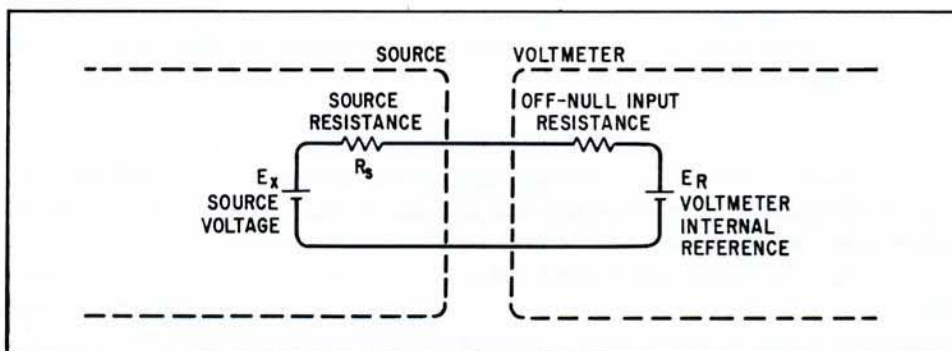 SOURCE
VOLTMETER
SOURCE
RESISTANCE
Rs
OFF-NULL INPUT
RESISTANCE
Ex
SOURCE
VOLTAGE
ER
VOLTMETER
INTERNAL
REFERENCE